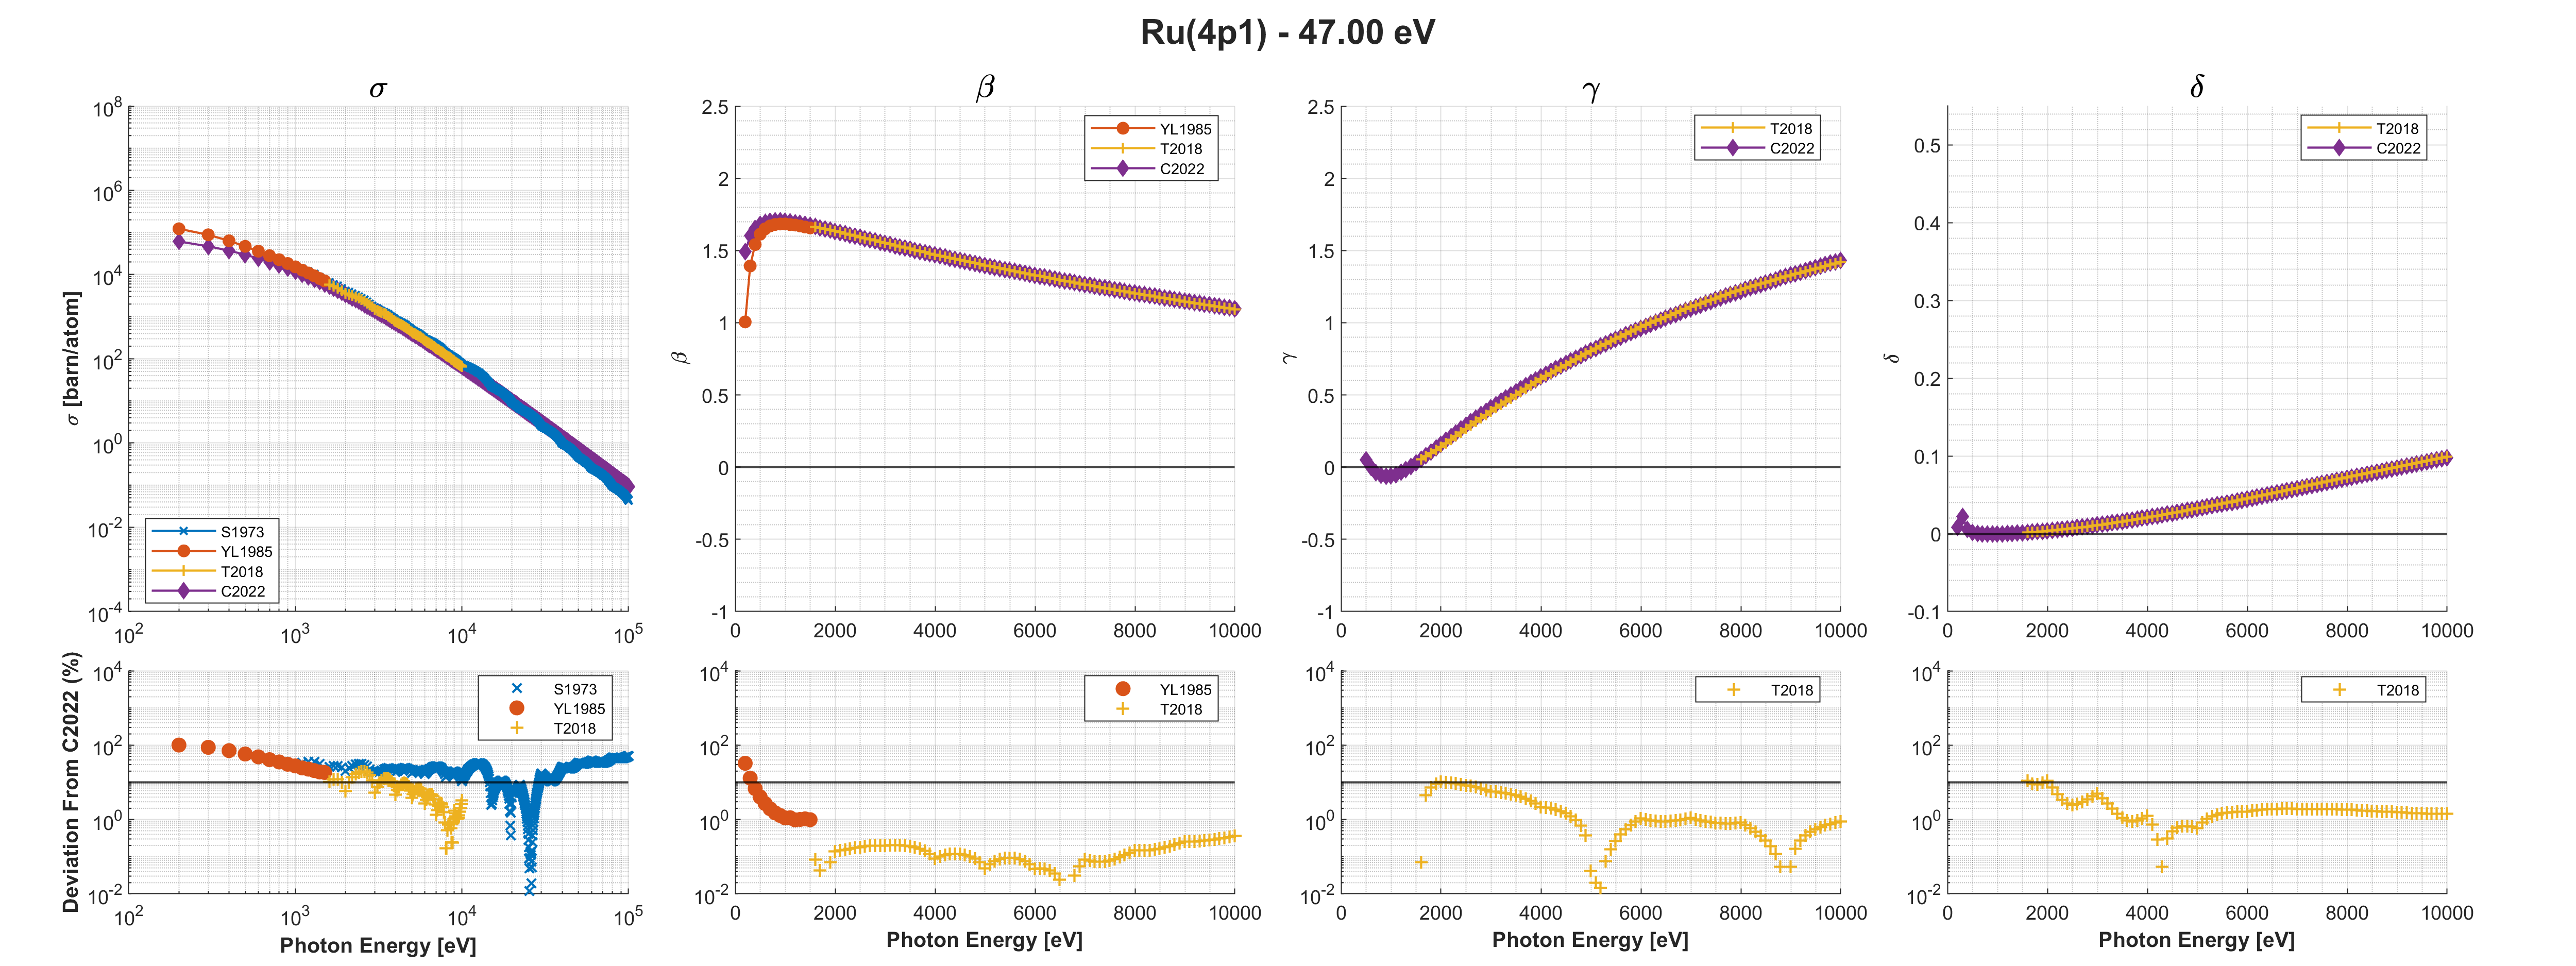 Ru(4p1) - 47.00 eV
σ
10^8
10^6
10^4
10^2
10^0
10^-2
10^-4
σ [barn/atom]
S1973
YL1985
T2018
C2022
10^2 10^3 10^4 10^5
β
2.5
2
1.5
1
0.5
0
-0.5
-1
β
YL1985
T2018
C2022
0 2000 4000 6000 8000 10000
γ
2.5
2
1.5
1
0.5
0
-0.5
-1
γ
T2018
C2022
0 2000 4000 6000 8000 10000
δ
0.5
0.4
0.3
0.2
0.1
0
-0.1
δ
T2018
C2022
0 2000 4000 6000 8000 10000
Deviation From C2022 (%)
10^4
10^2
10^0
10^-2
S1973
YL1985
T2018
10^2 10^3 10^4 10^5
Photon Energy [eV]
10^4
10^2
10^0
10^-2
YL1985
T2018
0 2000 4000 6000 8000 10000
Photon Energy [eV]
10^4
10^2
10^0
10^-2
T2018
0 2000 4000 6000 8000 10000
Photon Energy [eV]
10^4
10^2
10^0
10^-2
T2018
0 2000 4000 6000 8000 10000
Photon Energy [eV]